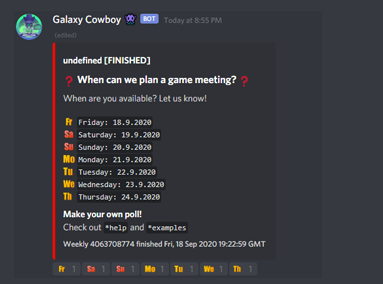 Galaxy Cowboy BOT Today at 8:55 PM
(edited)
undefined [FINISHED]
❓ When can we plan a game meeting? ❓
When are you available? Let us know!
Fr Friday: 18.9.2020
Sa Saturday: 19.9.2020
Su Sunday: 20.9.2020
Mo Monday: 21.9.2020
Tu Tuesday: 22.9.2020
We Wednesday: 23.9.2020
Th Thursday: 24.9.2020
Make your own poll!
Check out *help and *examples
Weekly 4063708774 finished Fri, 18 Sep 2020 19:22:59 GMT
Fr 1 Sa 1 Su 1 Mo 1 Tu 1 We 1 Th 1